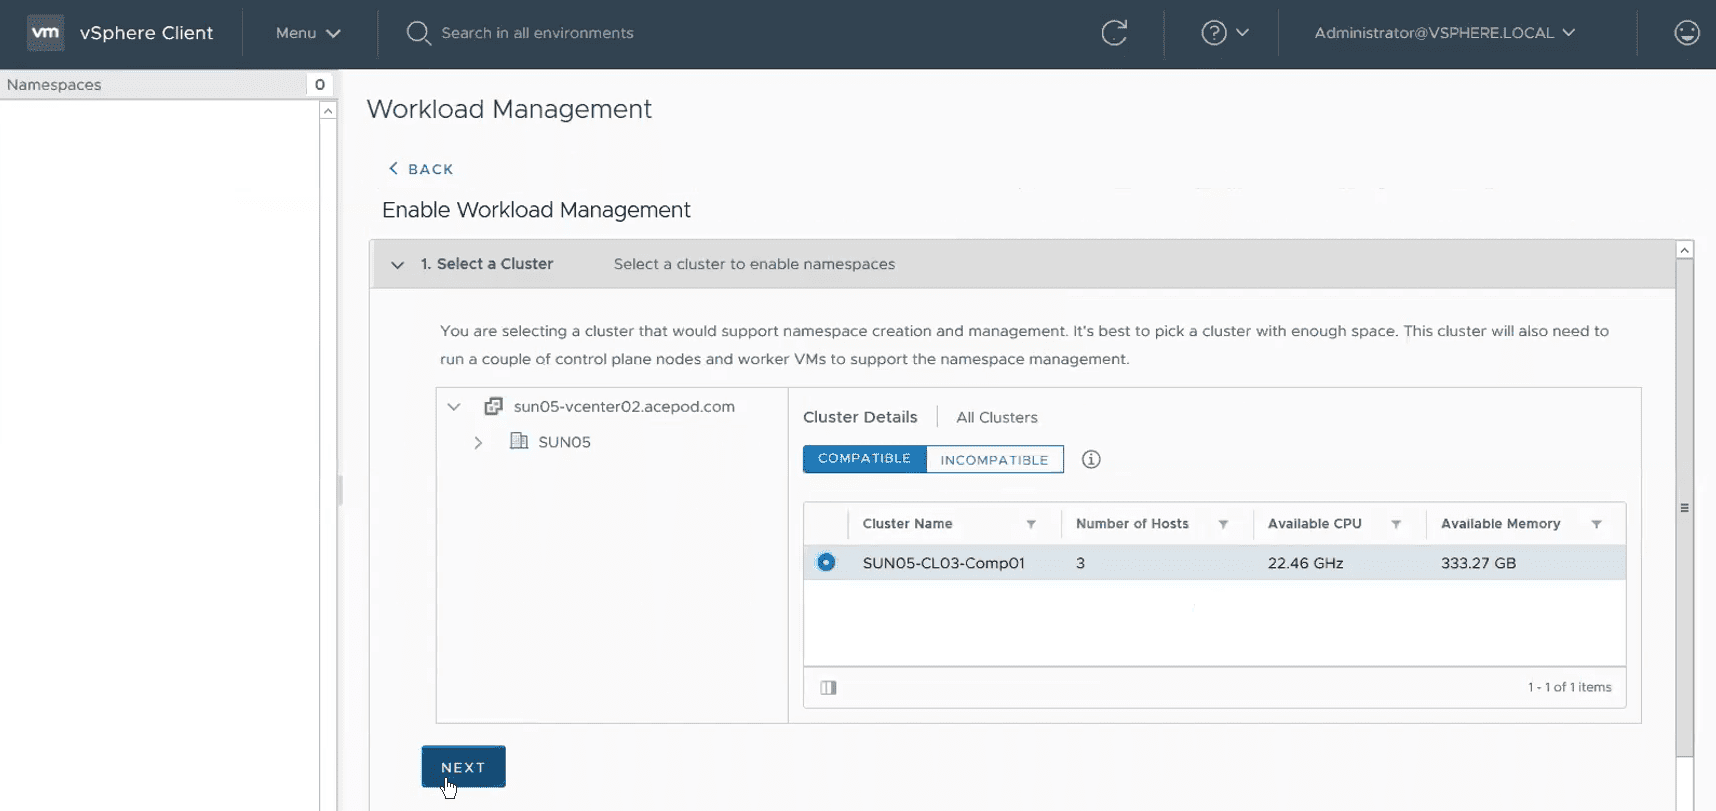 vm vSphere Client Menu Search in all environments ? Administrator@VSPHERE.LOCAL
Namespaces 0
Workload Management
BACK
Enable Workload Management
1. Select a Cluster Select a cluster to enable namespaces
You are selecting a cluster that would support namespace creation and management. It's best to pick a cluster with enough space. This cluster will also need to
run a couple of control plane nodes and worker VMs to support the namespace management.
sun05-vcenter02.acepod.com
SUN05
Cluster Details All Clusters
COMPATIBLE INCOMPATIBLE
Cluster Name Number of Hosts Available CPU Available Memory
SUN05-CL03-Comp01 3 22.46 GHz 333.27 GB
1 - 1 of 1 items
NEXT